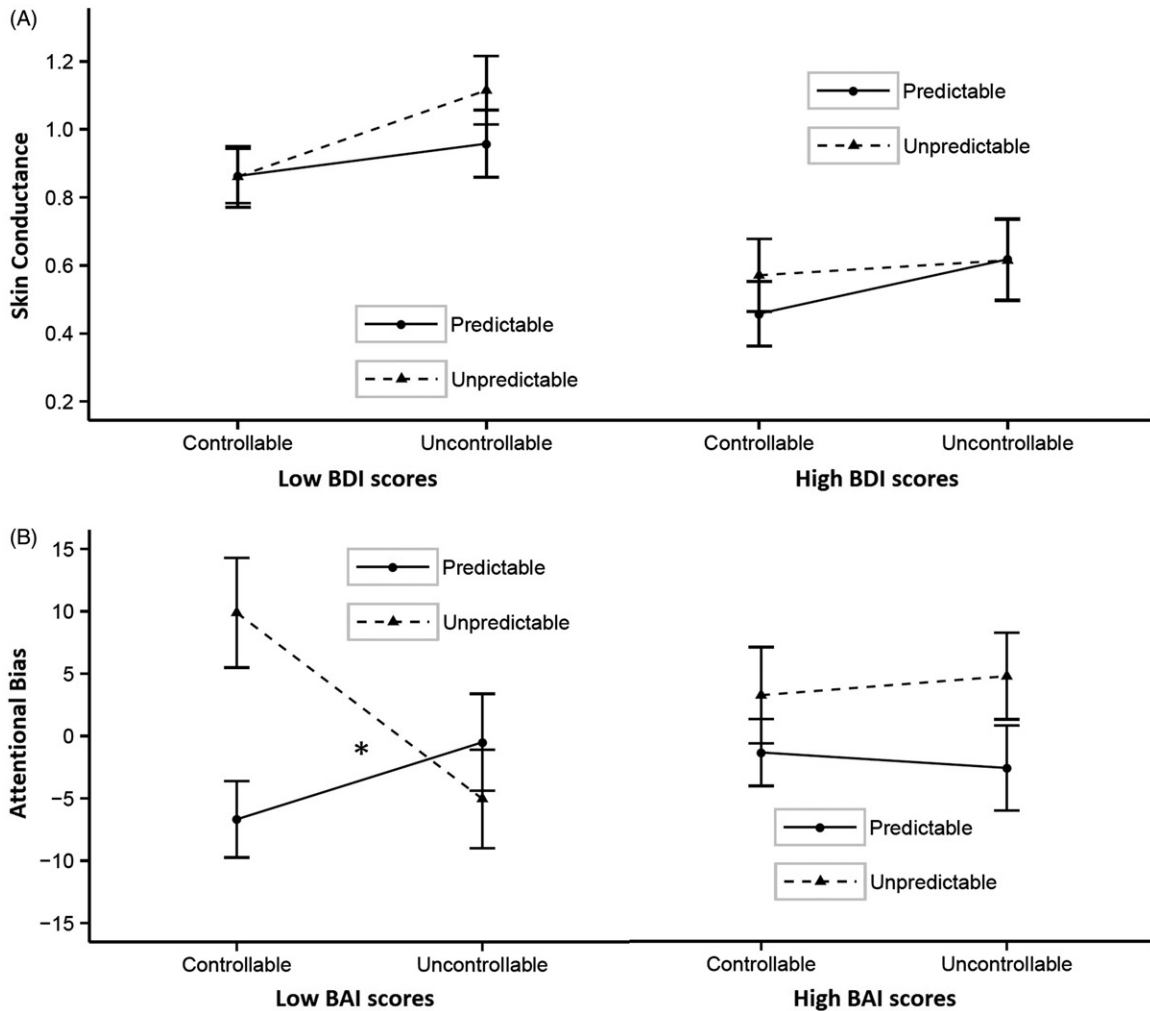 (A)
Skin Conductance
1.2
1.0
0.8
0.6
0.4
0.2
Predictable
Unpredictable
Predictable
Unpredictable
Controllable
Uncontrollable
Controllable
Uncontrollable
Low BDI scores
High BDI scores
(B)
Attentional Bias
15
10
5
0
−5
−10
−15
Predictable
Unpredictable
*
Predictable
Unpredictable
Controllable
Uncontrollable
Controllable
Uncontrollable
Low BAI scores
High BAI scores